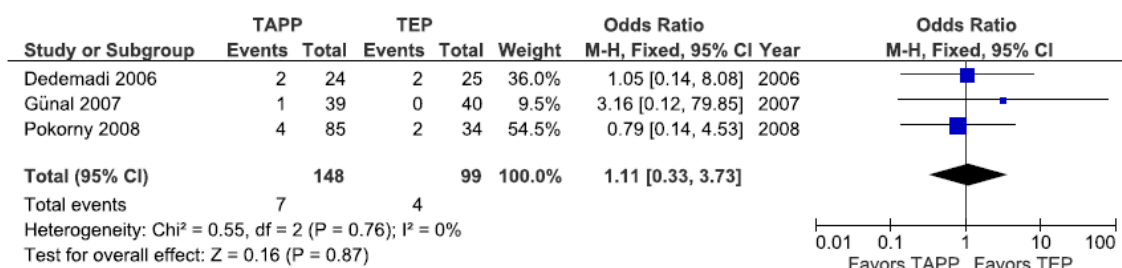 TAPP TEP Odds Ratio Odds Ratio
Study or Subgroup Events Total Events Total Weight M-H, Fixed, 95% CI Year M-H, Fixed, 95% CI
Dedemadi 2006 2 24 2 25 36.0% 1.05 [0.14, 8.08] 2006
Günal 2007 1 39 0 40 9.5% 3.16 [0.12, 79.85] 2007
Pokorny 2008 4 85 2 34 54.5% 0.79 [0.14, 4.53] 2008
Total (95% CI) 148 99 100.0% 1.11 [0.33, 3.73]
Total events 7 4
Heterogeneity: Chi² = 0.55, df = 2 (P = 0.76); I² = 0%
Test for overall effect: Z = 0.16 (P = 0.87)
0.01 0.1 1 10 100
Favors TAPP Favors TEP